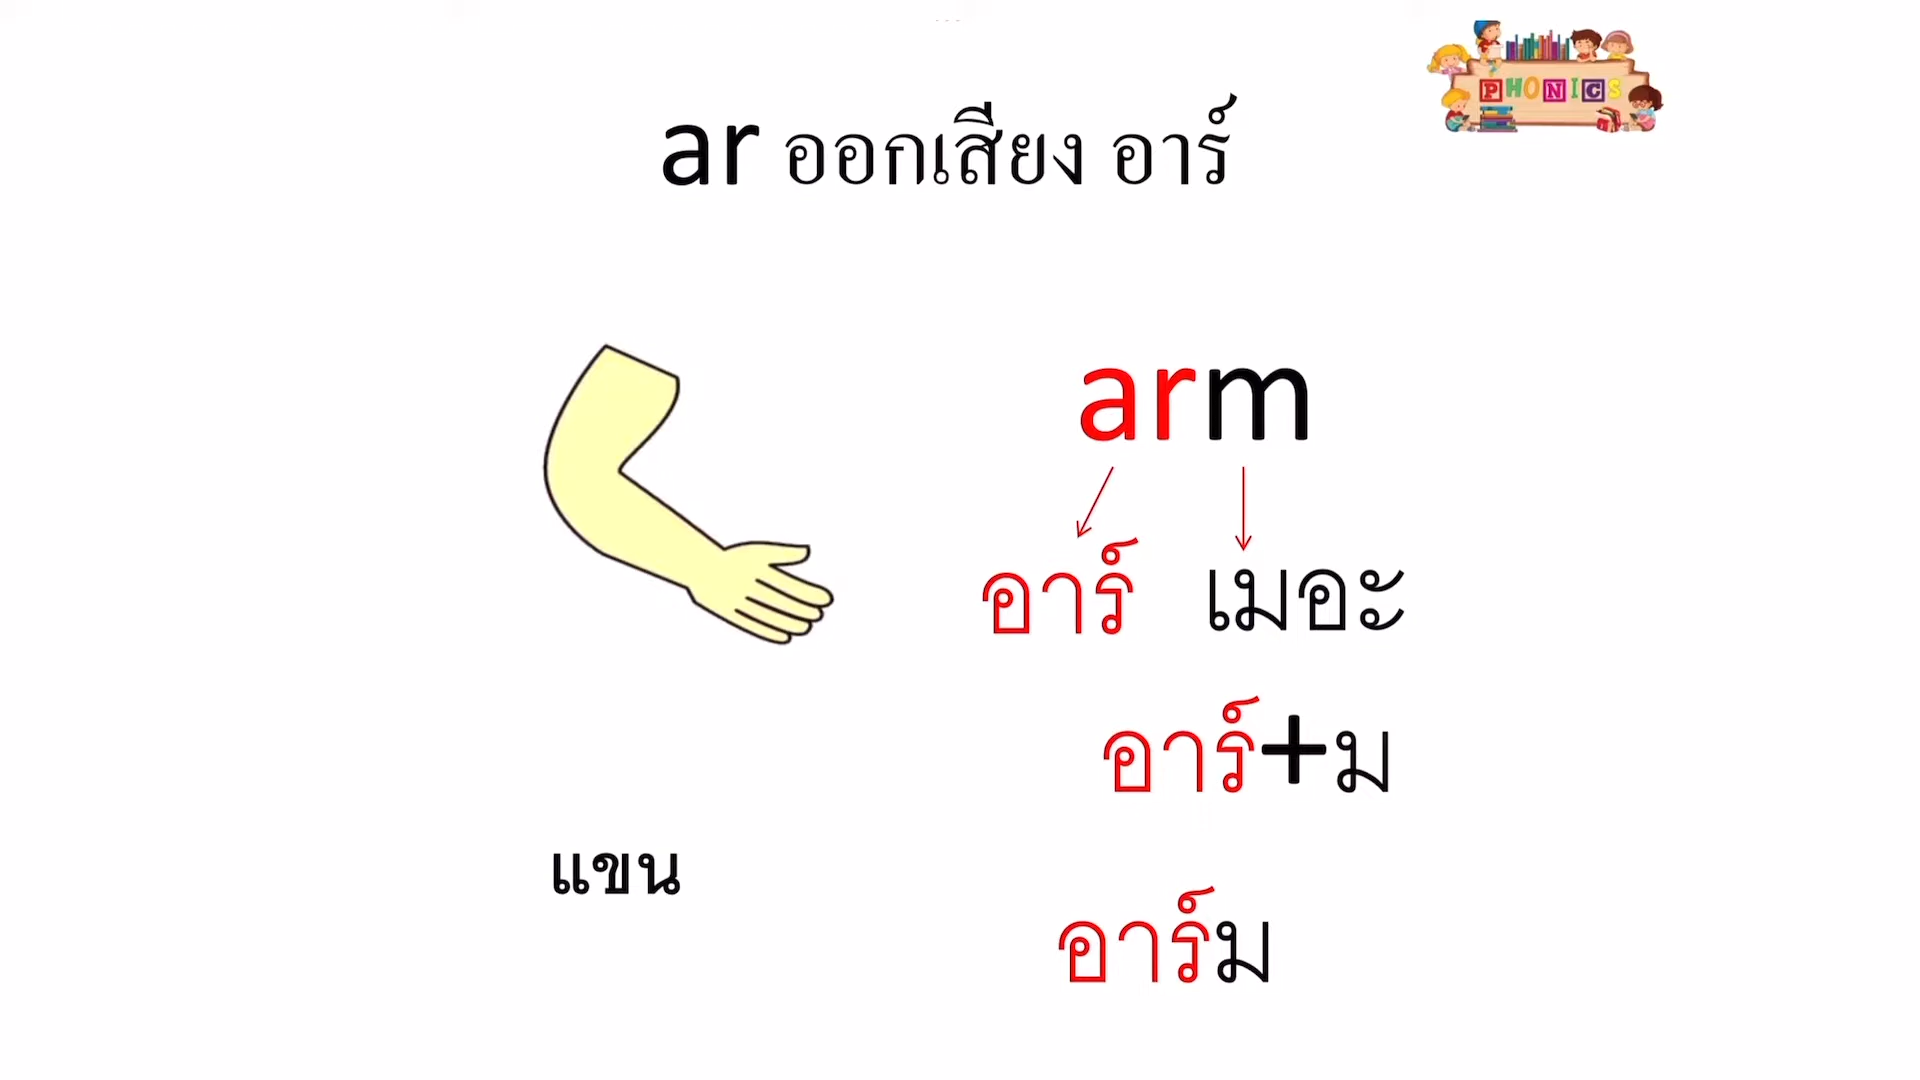 PHONICS
ar ออกเสียง อาร์
arm
อาร์ เมอะ
อาร์+ม
แขน
อาร์ม